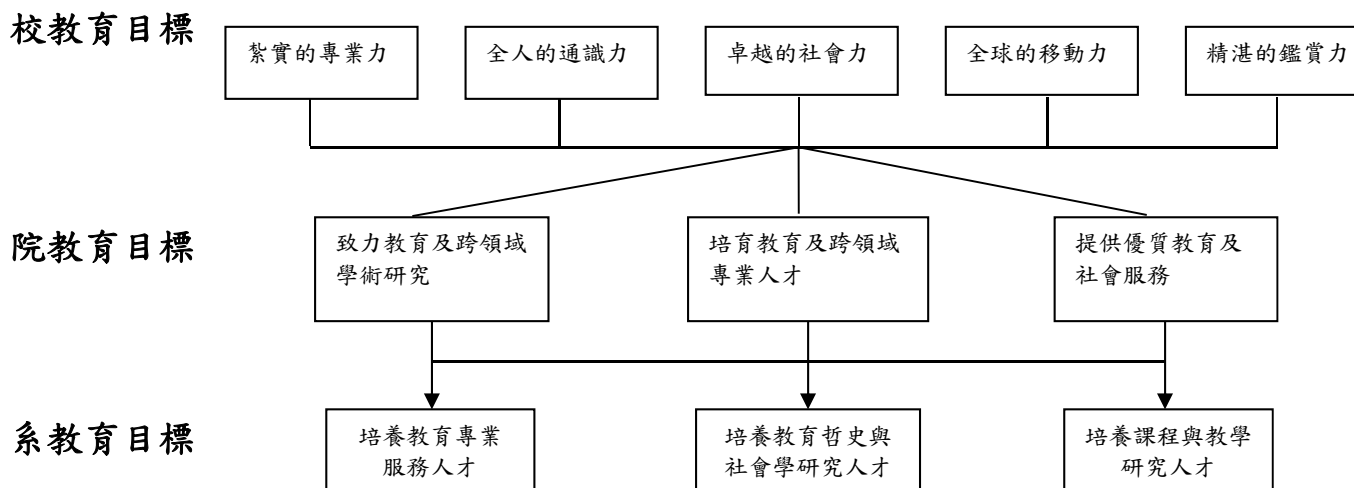 校教育目標
紮實的專業力
全人的通識力
卓越的社會力
全球的移動力
精湛的鑑賞力
院教育目標
致力教育及跨領域
學術研究
培育教育及跨領域
專業人才
提供優質教育及
社會服務
系教育目標
培養教育專業
服務人才
培養教育哲史與
社會學研究人才
培養課程與教學
研究人才